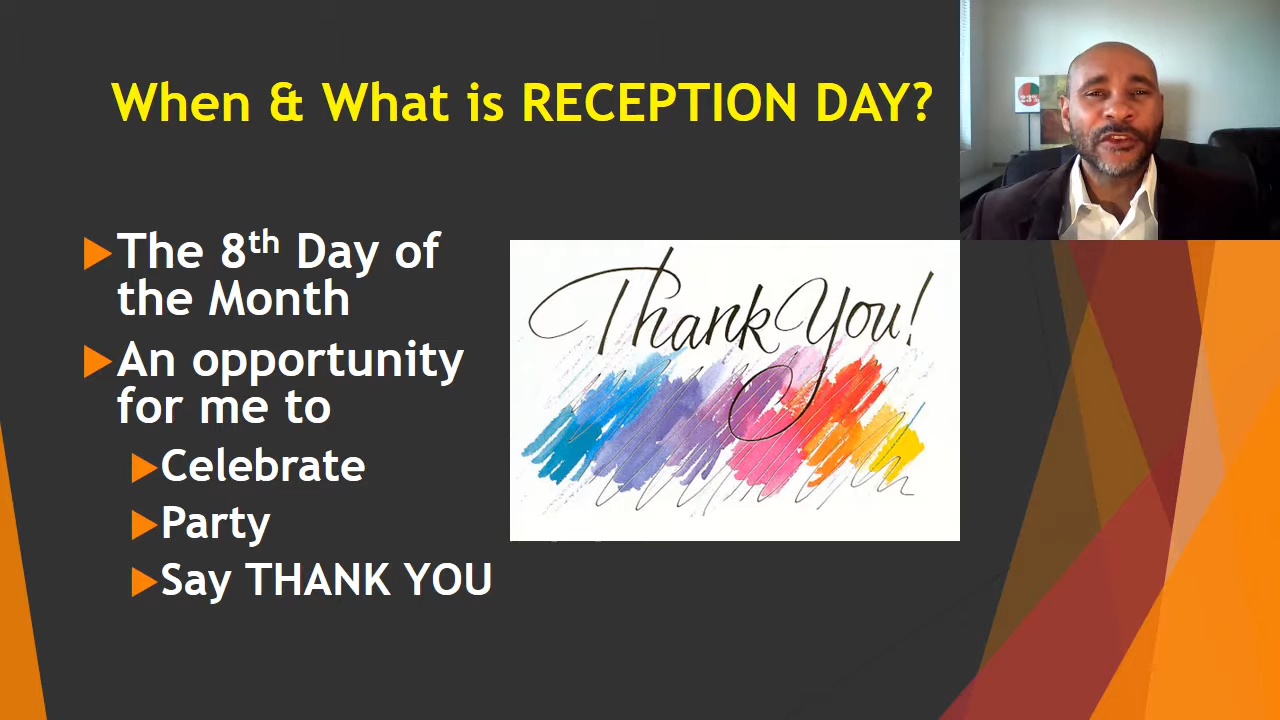 When & What is RECEPTION DAY?
The 8th Day of
the Month
An opportunity
for me to
Celebrate
Party
Say THANK YOU
Thank You!